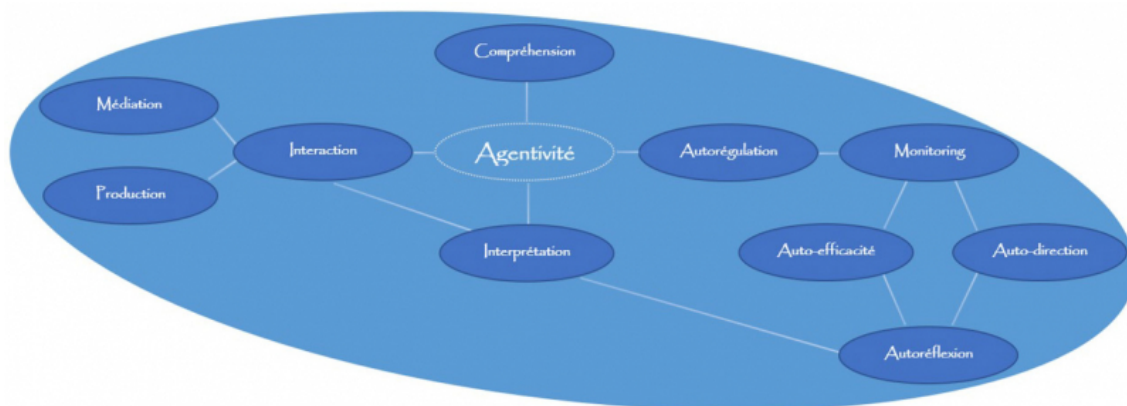 Compréhension
Médiation
Interaction
Agentivité
Autorégulation
Monitoring
Production
Interprétation
Auto-efficacité
Auto-direction
Autoréflexion